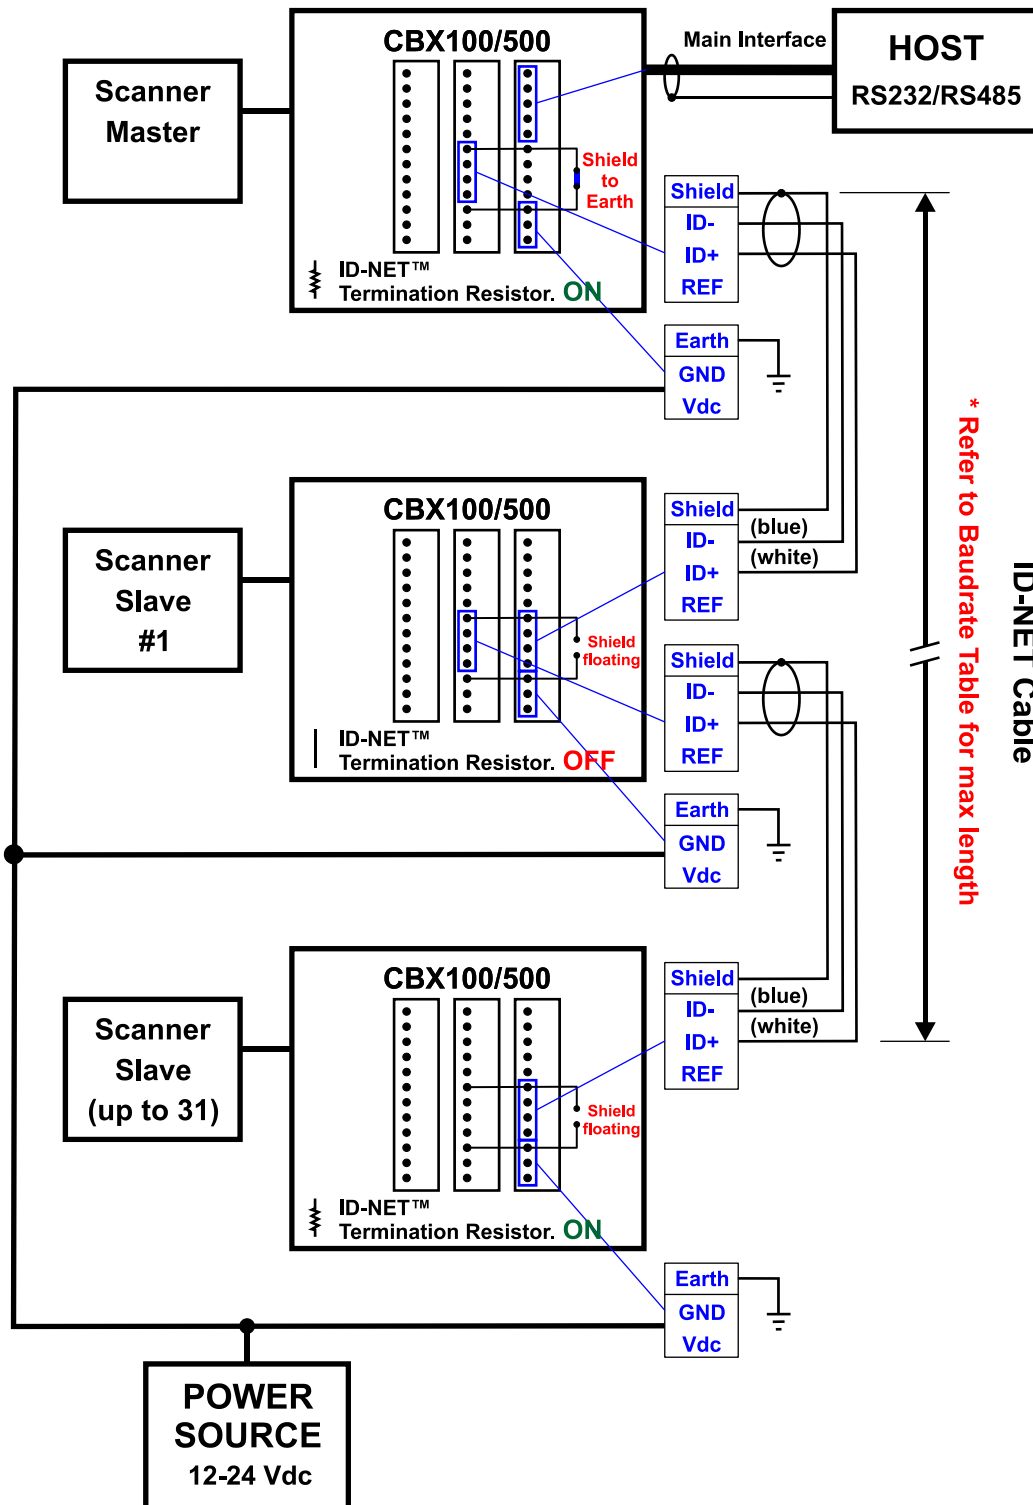 CBX100/500
Main Interface
HOST
RS232/RS485
Scanner
Master
Shield
to
Earth
Shield
ID-
ID+
REF
ID-NET™
Termination Resistor. ON
Earth
GND
Vdc
* Refer to Baudrate Table for max length
ID-NET Cable
CBX100/500
Scanner
Slave
#1
Shield
ID-
ID+
REF
(blue)
(white)
Shield
floating
Shield
ID-
ID+
REF
ID-NET™
Termination Resistor. OFF
Earth
GND
Vdc
CBX100/500
Scanner
Slave
(up to 31)
Shield
ID-
ID+
REF
(blue)
(white)
Shield
floating
ID-NET™
Termination Resistor. ON
Earth
GND
Vdc
POWER
SOURCE
12-24 Vdc